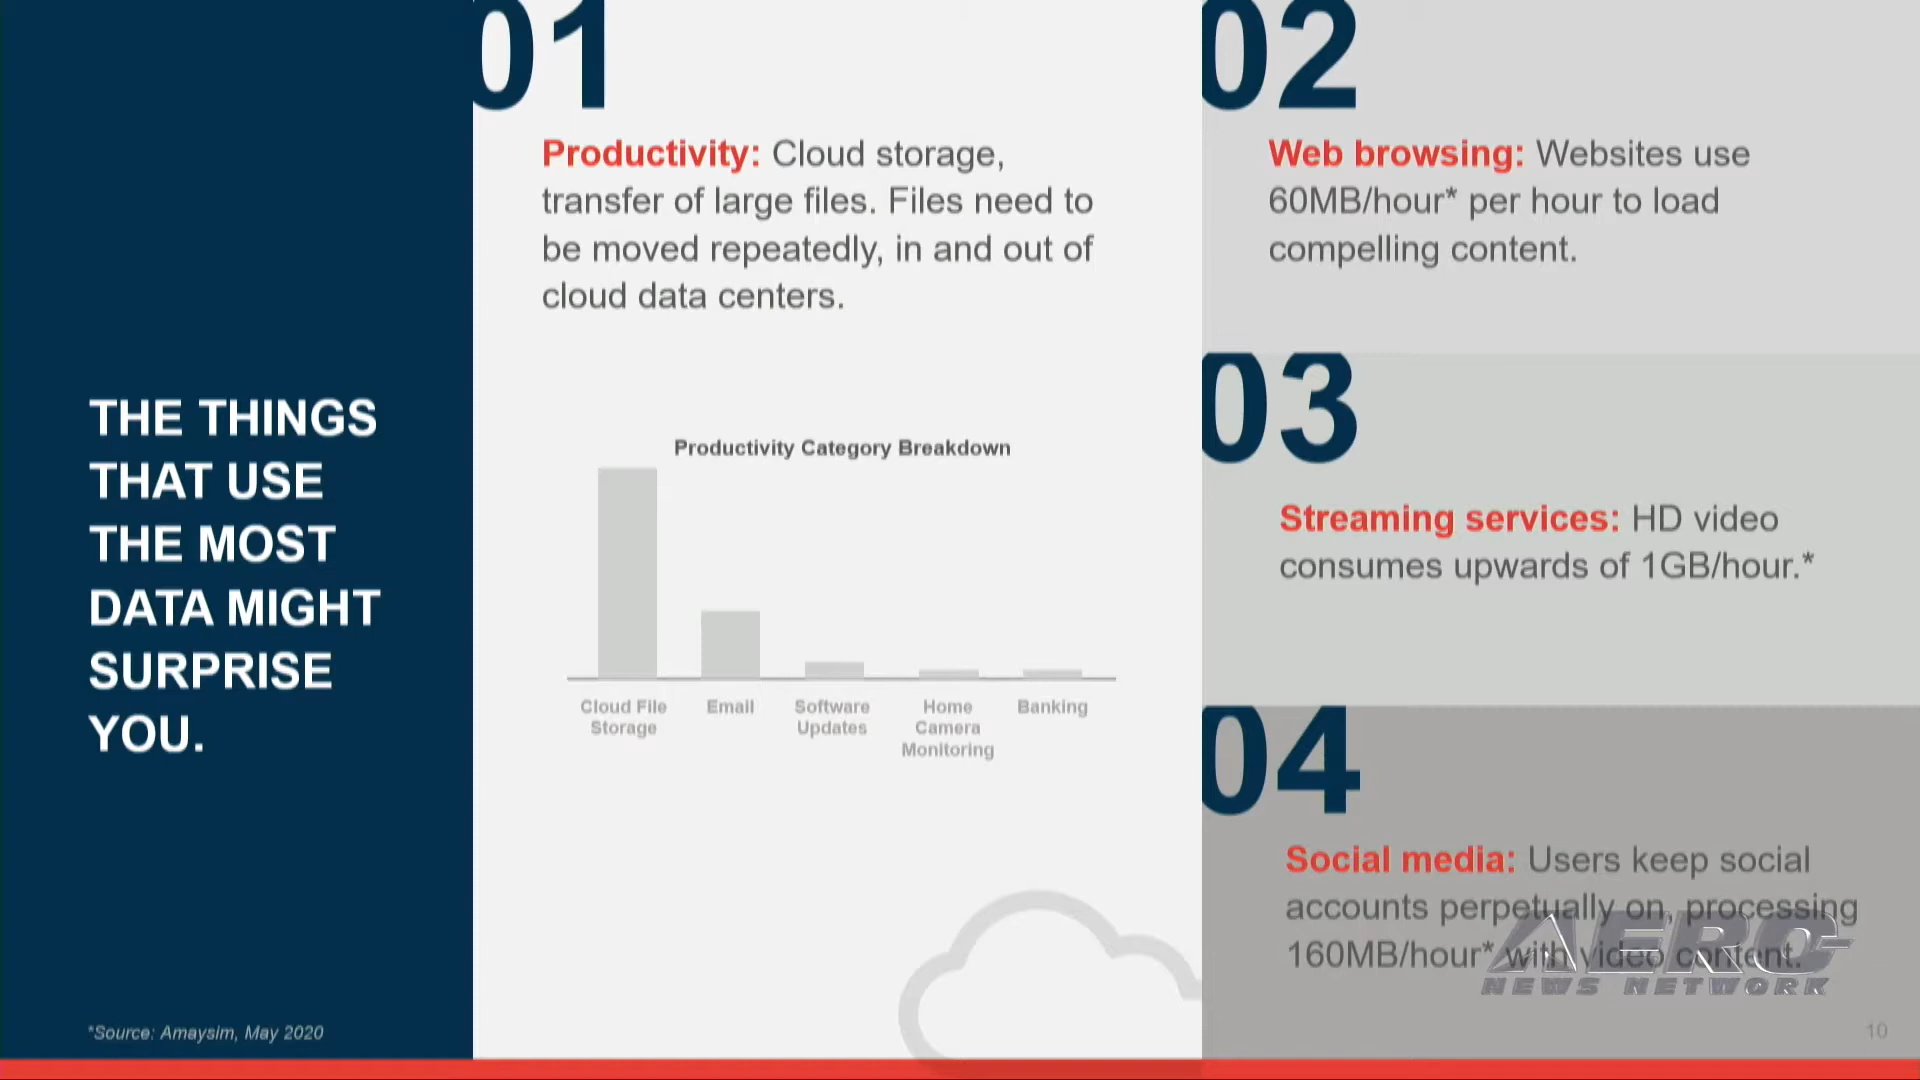 THE THINGS
THAT USE
THE MOST
DATA MIGHT
SURPRISE
YOU.
*Source: Amaysim, May 2020
01
Productivity: Cloud storage,
transfer of large files. Files need to
be moved repeatedly, in and out of
cloud data centers.
Productivity Category Breakdown
Cloud File
Storage
Email
Software
Updates
Home
Camera
Monitoring
Banking
02
Web browsing: Websites use
60MB/hour* per hour to load
compelling content.
03
Streaming services: HD video
consumes upwards of 1GB/hour.*
04
Social media: Users keep social
accounts perpetually on, processing
160MB/hour* with video content.
AERO
NEWS NETWORK
10